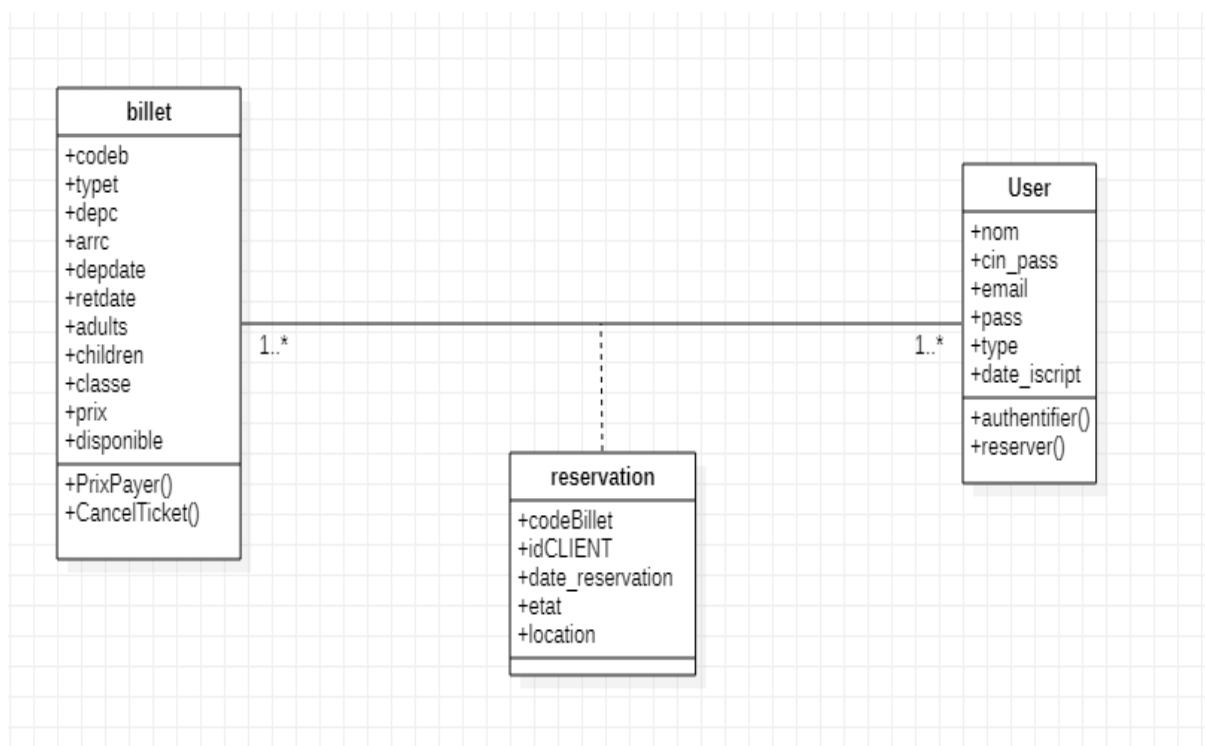 billet
+codeb
+typet
+depc
+arrc
+depdate
+retdate
+adults
+children
+classe
+prix
+disponible
+PrixPayer()
+CancelTicket()
1..*
1..*
User
+nom
+cin_pass
+email
+pass
+type
+date_iscript
+authentifier()
+reserver()
reservation
+codeBillet
+idCLIENT
+date_reservation
+etat
+location